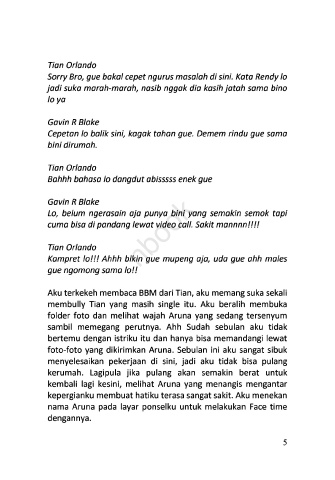 Tian Orlando
Sorry Bro, gue bakal cepet ngurus masalah di sini. Kata Rendy lo
jadi suka marah-marah, nasib nggak dia kasih jatah sama bino
lo ya
Gavin R Blake
Cepetan lo balik sini, kagak tahan gue. Demem rindu gue sama
bini dirumah.
Tian Orlando
Bahhh bahasa lo dangdut abisssss enek gue
Gavin R Blake
Lo, belum ngerasain aja punya bini yang semakin semok tapi
cuma bisa di pandang lewat video call. Sakit mannnn!!!!
Tian Orlando
Kampret lo!!! Ahhh bikin gue mupeng aja, uda gue ahh males
gue ngomong sama lo!!
Aku terkekeh membaca BBM dari Tian, aku memang suka sekali
membully Tian yang masih single itu. Aku beralih membuka
folder foto dan melihat wajah Aruna yang sedang tersenyum
sambil memegang perutnya. Ahh Sudah sebulan aku tidak
bertemu dengan istriku itu dan hanya bisa memandangi lewat
foto-foto yang dikirimkan Aruna. Sebulan ini aku sangat sibuk
menyelesaikan pekerjaan di sini, jadi aku tidak bisa pulang
kerumah. Lagipula jika pulang akan semakin berat untuk
kembali lagi kesini, melihat Aruna yang menangis mengantar
kepergianku membuat hatiku terasa sangat sakit. Aku menekan
nama Aruna pada layar ponselku untuk melakukan Face time
dengannya.
5